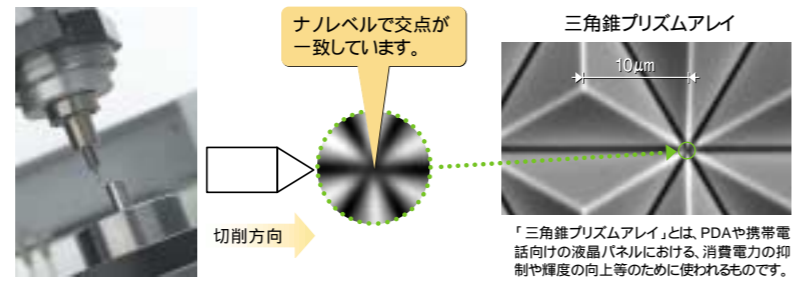 ナノレベルで交点が
一致しています。
三角錐プリズムアレイ
10μm
切削方向
「三角錐プリズムアレイ」とは、PDAや携帯電
話向けの液晶パネルにおける、消費電力の抑
制や輝度の向上等のために使われるものです。